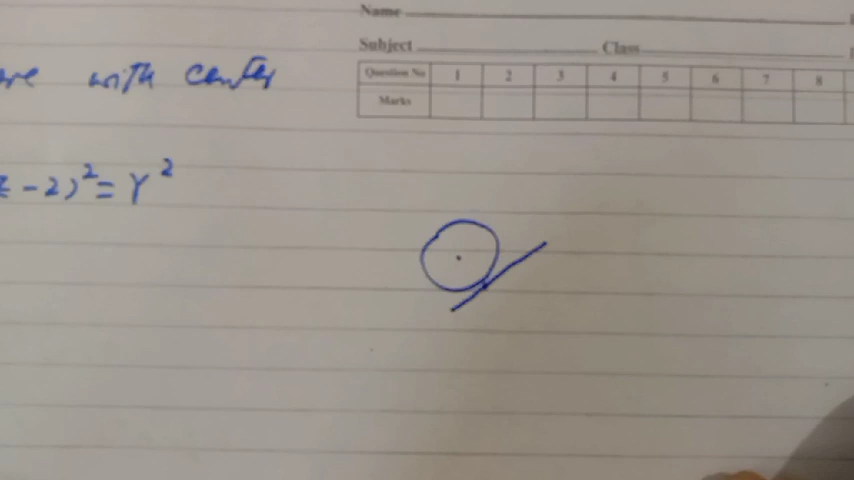 Name
Subject Class
Question No 1 2 3 4 5 6 7 8
Marks
with center
-2)²=r²